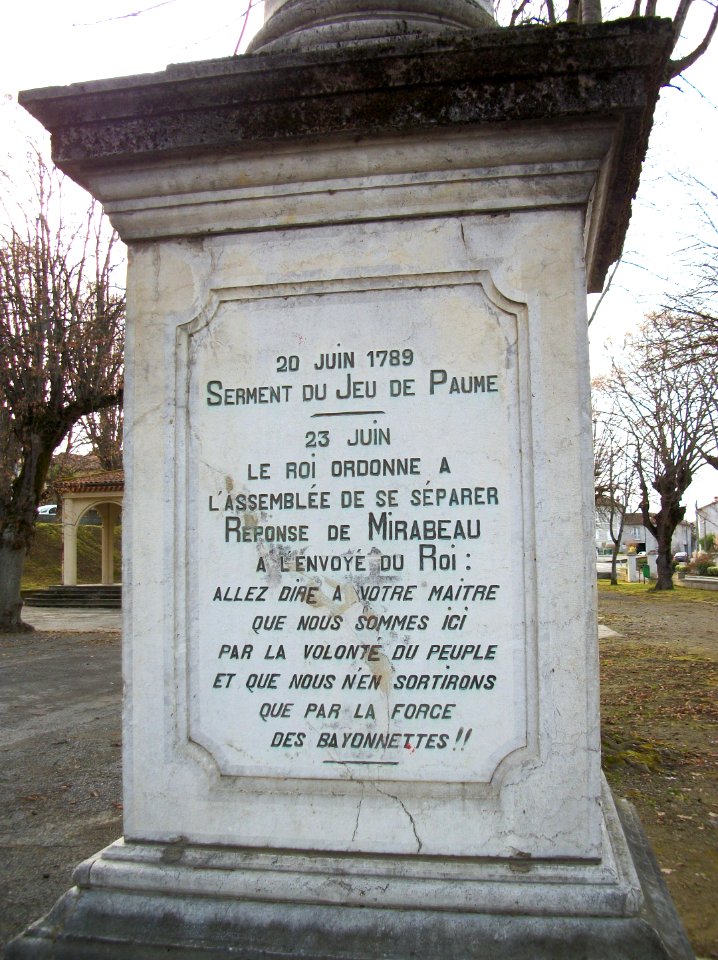 20 JUIN 1789
SERMENT DU JEU DE PAUME
23 JUIN
LE ROI ORDONNE A
L'ASSEMBLÉE DE SE SÉPARER
REPONSE DE MIRABEAU
A L'ENVOYÉ DU ROI :
ALLEZ DIRE A VOTRE MAITRE
QUE NOUS SOMMES ICI
PAR LA VOLONTÉ DU PEUPLE
ET QUE NOUS N'EN SORTIRONS
QUE PAR LA FORCE
DES BAYONNETTES !!